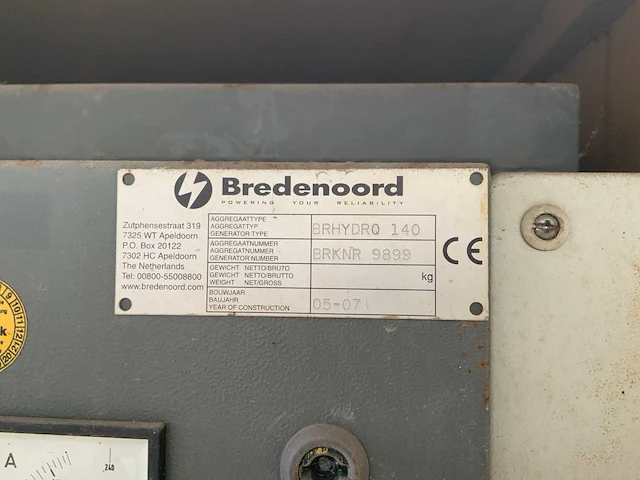 Bredenoord
POWERING YOUR RELIABILITY
Zutphensestraat 319
7325 WT Apeldoorn
P.O. Box 20122
7302 HC Apeldoorn
The Netherlands
Tel: 00800-55008800
www.bredenoord.com
AGGREGAATTYPE
AGGREGATTYP
GENERATOR TYPE
BRHYDRO 140
AGGREGAATNUMMER
AGGREGATNUMMER
GENERATOR NUMBER
BRKNR 9899
GEWICHT NETTO/BRUTO
GEWICHT NETTO/BRUTTO
WEIGHT NET/GROSS
kg
BOUWJAAR
BAUJAHR
YEAR OF CONSTRUCTION
05-07
CE
A
240